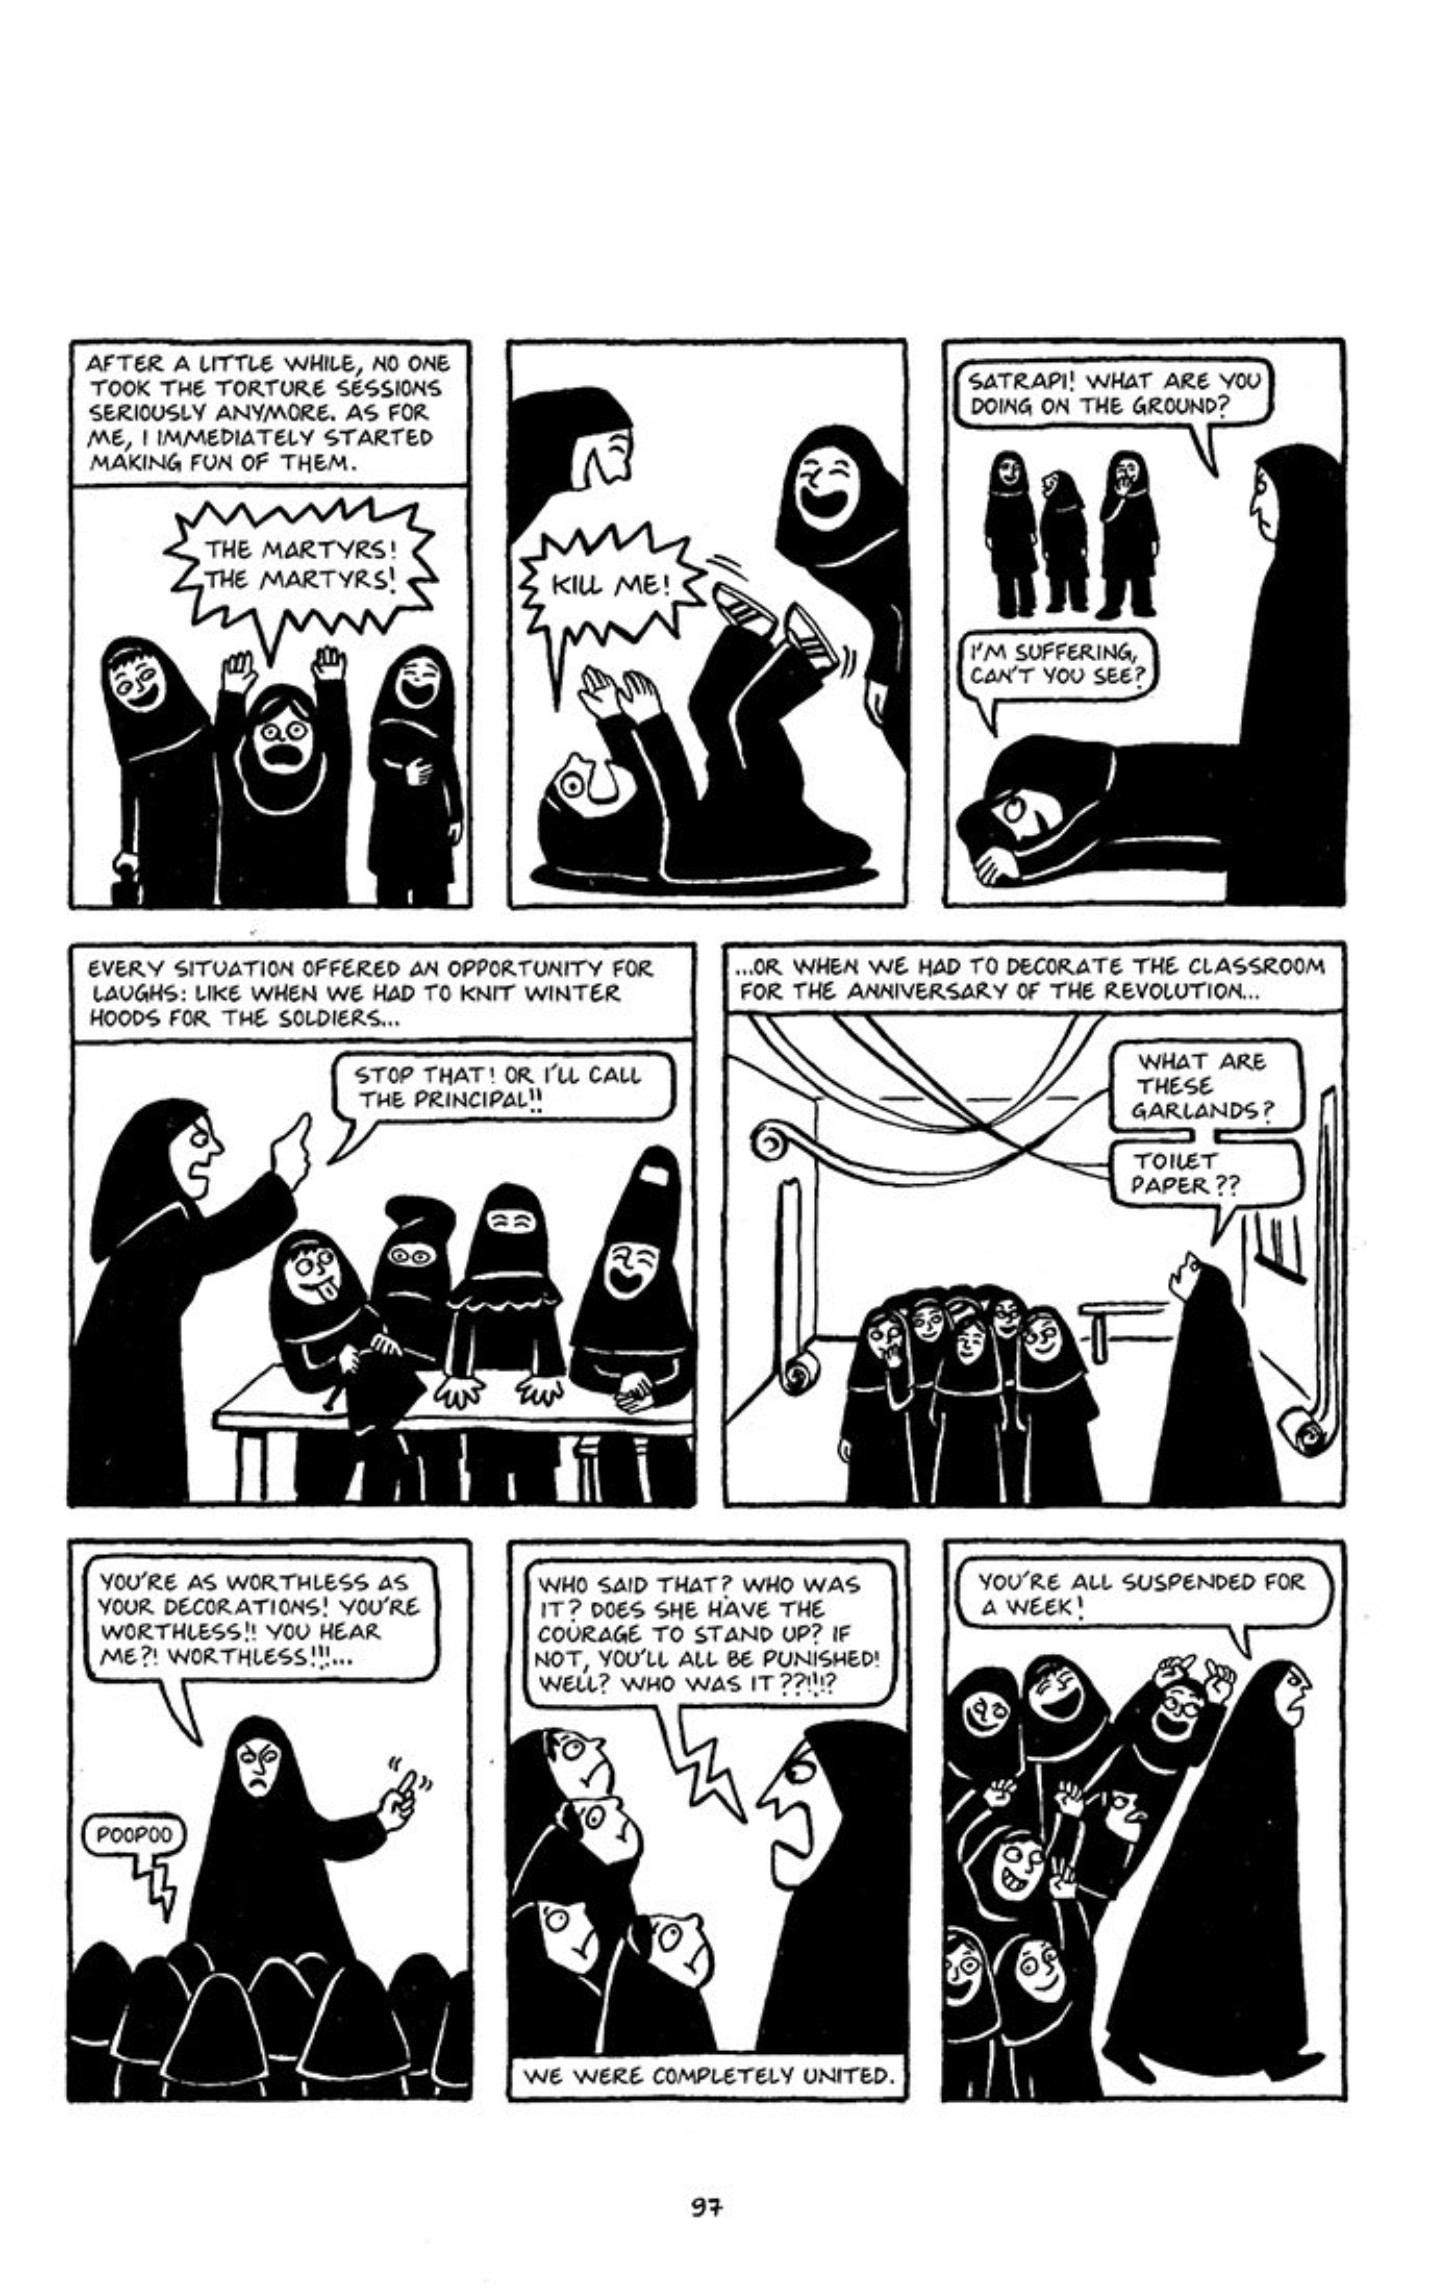 AFTER A LITTLE WHILE, NO ONE
TOOK THE TORTURE SESSIONS
SERIOUSLY ANYMORE. AS FOR
ME, I IMMEDIATELY STARTED
MAKING FUN OF THEM.
THE MARTYRS!
THE MARTYRS!
KILL ME!
SATRAPI! WHAT ARE YOU
DOING ON THE GROUND?
I'M SUFFERING,
CAN'T YOU SEE?
EVERY SITUATION OFFERED AN OPPORTUNITY FOR
LAUGHS: LIKE WHEN WE HAD TO KNIT WINTER
HOODS FOR THE SOLDIERS...
STOP THAT! OR I'LL CALL
THE PRINCIPAL!!
...OR WHEN WE HAD TO DECORATE THE CLASSROOM
FOR THE ANNIVERSARY OF THE REVOLUTION...
WHAT ARE
THESE
GARLANDS?
TOILET
PAPER??
YOU'RE AS WORTHLESS AS
YOUR DECORATIONS! YOU'RE
WORTHLESS!! YOU HEAR
ME?! WORTHLESS!!!...
POOPOO
WHO SAID THAT? WHO WAS
IT? DOES SHE HAVE THE
COURAGE TO STAND UP? IF
NOT, YOU'LL ALL BE PUNISHED!
WELL? WHO WAS IT??!!!?
WE WERE COMPLETELY UNITED.
YOU'RE ALL SUSPENDED FOR
A WEEK!
97